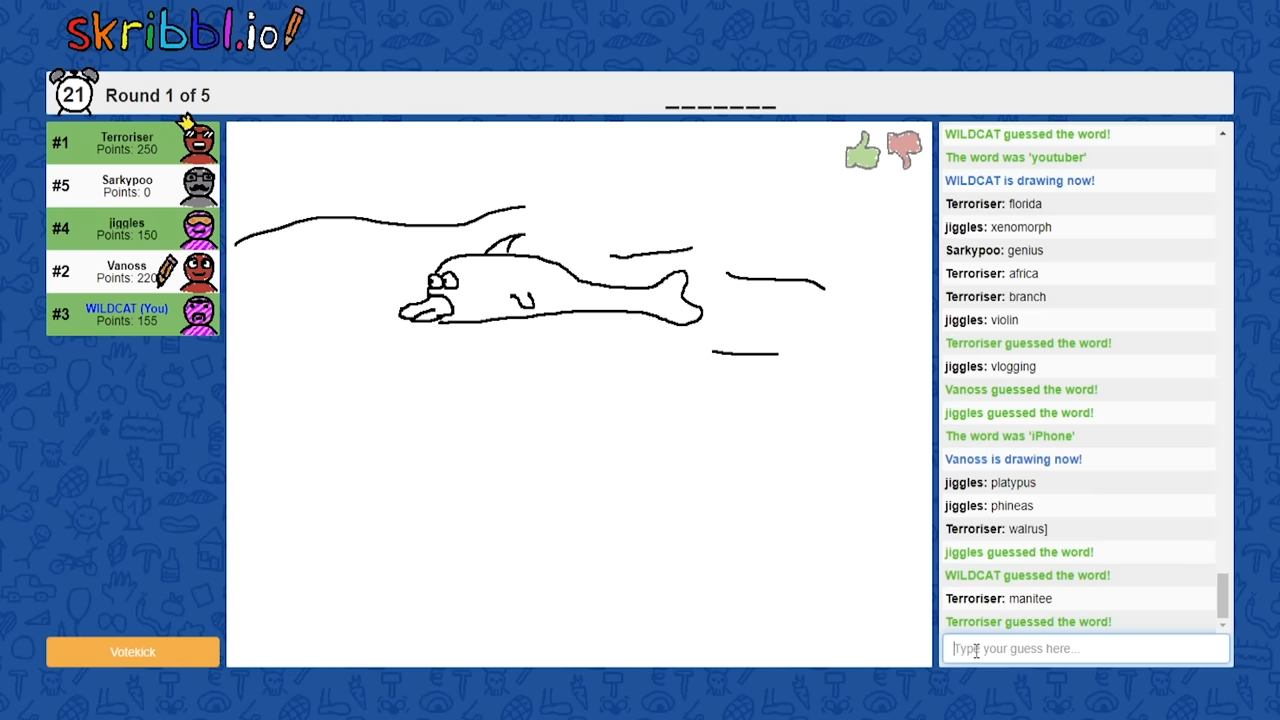 skribbl.io
21
Round 1 of 5
_______
#1
Terroriser
Points: 250
#5
Sarkypoo
Points: 0
#4
jiggles
Points: 150
#2
Vanoss
Points: 220
#3
WILDCAT (You)
Points: 155
Votekick
WILDCAT guessed the word!
The word was 'youtuber'
WILDCAT is drawing now!
Terroriser: florida
jiggles: xenomorph
Sarkypoo: genius
Terroriser: africa
Terroriser: branch
jiggles: violin
Terroriser guessed the word!
jiggles: vlogging
Vanoss guessed the word!
jiggles guessed the word!
The word was 'iPhone'
Vanoss is drawing now!
jiggles: platypus
jiggles: phineas
Terroriser: walrus]
jiggles guessed the word!
WILDCAT guessed the word!
Terroriser: manitee
Terroriser guessed the word!
Type your guess here...